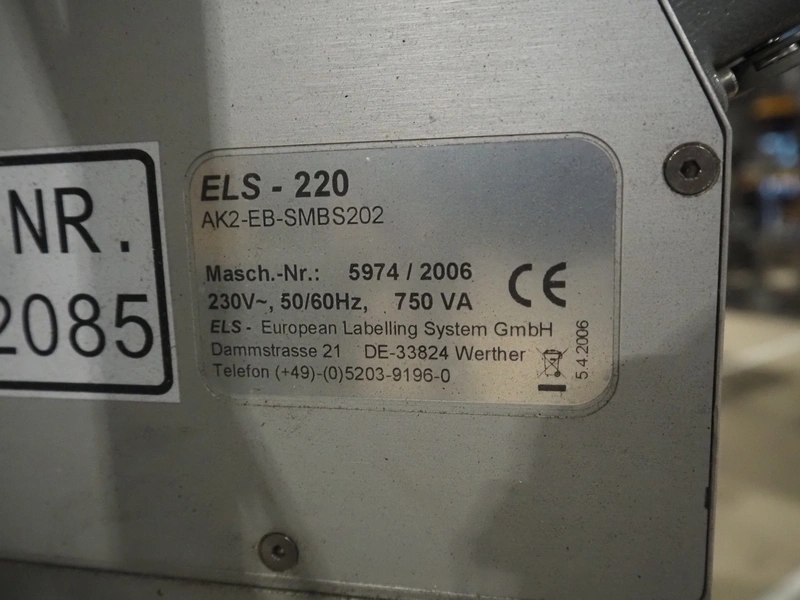 NR.
2085
ELS - 220
AK2-EB-SMBS202
Masch.-Nr.: 5974 / 2006
230V~, 50/60Hz, 750 VA
CE
ELS - European Labelling System GmbH
Dammstrasse 21 DE-33824 Werther
Telefon (+49)-(0)5203-9196-0
5.4.2006